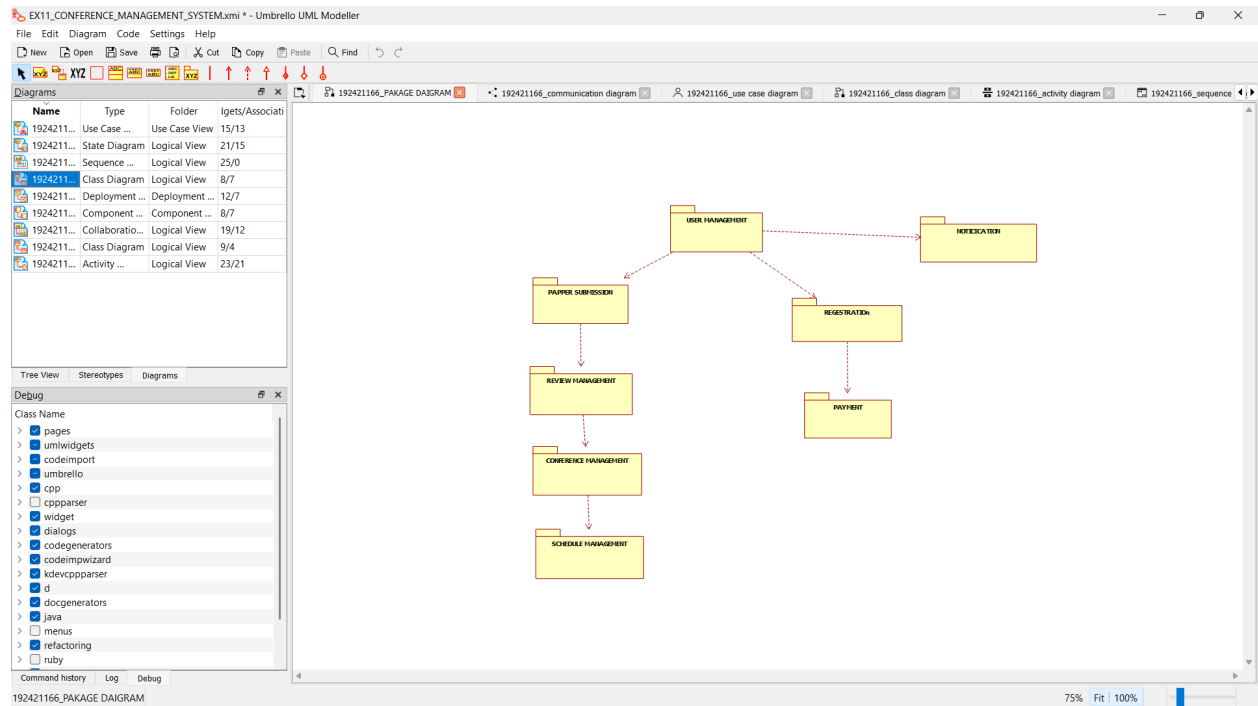 EX11_CONFERENCE_MANAGEMENT_SYSTEM.xmi * - Umbrello UML Modeller
File Edit Diagram Code Settings Help
New Open Save Cut Copy Paste Find
XYZ
Diagrams
192421166_PAKAGE DAIGRAM 192421166_communication diagram 192421166_use case diagram 192421166_class diagram 192421166_activity diagram 192421166_sequence
Name Type Folder Igets/Associati
1924211... Use Case ... Use Case View 15/13
1924211... State Diagram Logical View 21/15
1924211... Sequence ... Logical View 25/0
1924211... Class Diagram Logical View 8/7
1924211... Deployment ... Deployment ... 12/7
1924211... Component ... Component ... 8/7
1924211... Collaboratio... Logical View 19/12
1924211... Class Diagram Logical View 9/4
1924211... Activity ... Logical View 23/21
Tree View Stereotypes Diagrams
Debug
Class Name
pages
umlwidgets
codeimport
umbrello
cpp
cppparser
widget
dialogs
codegenerators
codeimpwizard
kdevcppparser
d
docgenerators
java
menus
refactoring
ruby
Command history Log Debug
USER MANAGEMENT
NOTICICATION
PAPPER SUBMISSION
REGESTRATIOn
REVIEW MANAGEMENT
PAYMENT
CONFERENCE MANAGEMENT
SCHEDULE MANAGEMENT
192421166_PAKAGE DAIGRAM
75% Fit 100%